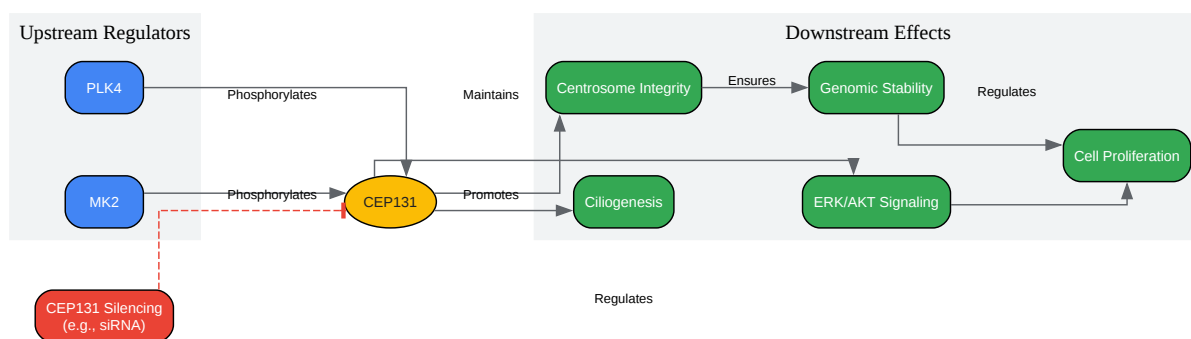 Upstream Regulators
Downstream Effects
PLK4
Phosphorylates
Maintains
Centrosome Integrity
Ensures
Genomic Stability
Regulates
Cell Proliferation
MK2
Phosphorylates
CEP131
Promotes
Ciliogenesis
ERK/AKT Signaling
Regulates
CEP131 Silencing
(e.g., siRNA)